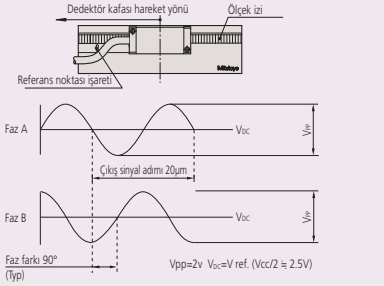 Dedektör kafası hareket yönü
Ölçek izi
Mitutoyo
Referans noktası işareti
Faz A
VDC
VPP
Çıkış sinyal adımı 20µm
Faz B
VDC
VPP
Faz farkı 90°
(Typ)
Vpp=2v VDC=V ref. (Vcc/2 ≒ 2.5V)